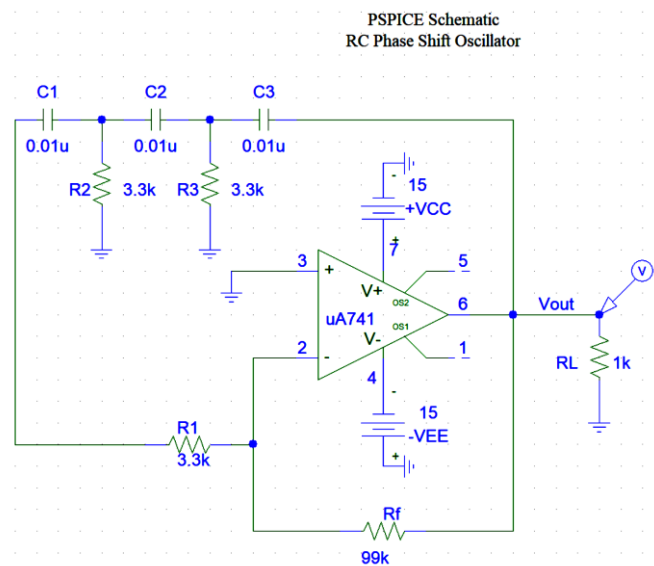 PSPICE Schematic
RC Phase Shift Oscillator
C1 C2 C3
0.01u 0.01u 0.01u
R2 3.3k R3 3.3k
- 15
+VCC
+
7
3 + V+ OS2 5
uA741 6 Vout V
2 - V- OS1 1
RL 1k
4 -
15
-VEE
+
R1
3.3k
Rf
99k